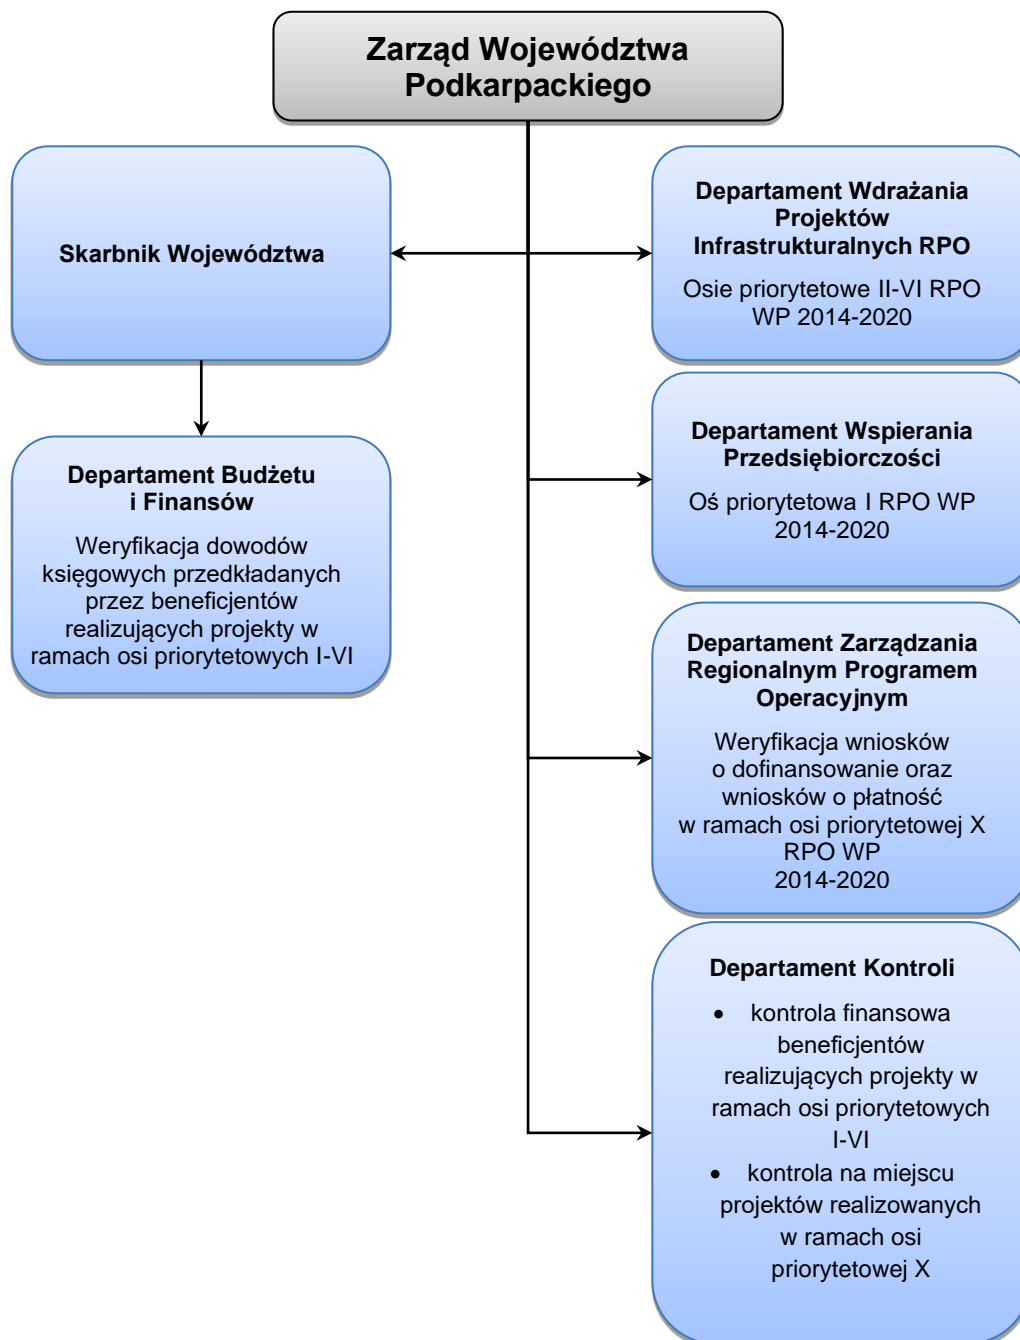 Zarząd Województwa
Podkarpackiego
Skarbnik Województwa
Departament Budżetu
i Finansów
Weryfikacja dowodów
księgowych przedkładanych
przez beneficjentów
realizujących projekty w
ramach osi priorytetowych I-VI
Departament Wdrażania
Projektów
Infrastrukturalnych RPO
Osie priorytetowe II-VI RPO
WP 2014-2020
Departament Wspierania
Przedsiębiorczości
Oś priorytetowa I RPO WP
2014-2020
Departament Zarządzania
Regionalnym Programem
Operacyjnym
Weryfikacja wniosków
o dofinansowanie oraz
wniosków o płatność
w ramach osi priorytetowej X
RPO WP
2014-2020
Departament Kontroli
• kontrola finansowa
beneficjentów
realizujących projekty w
ramach osi priorytetowych
I-VI
• kontrola na miejscu
projektów realizowanych
w ramach osi
priorytetowej X